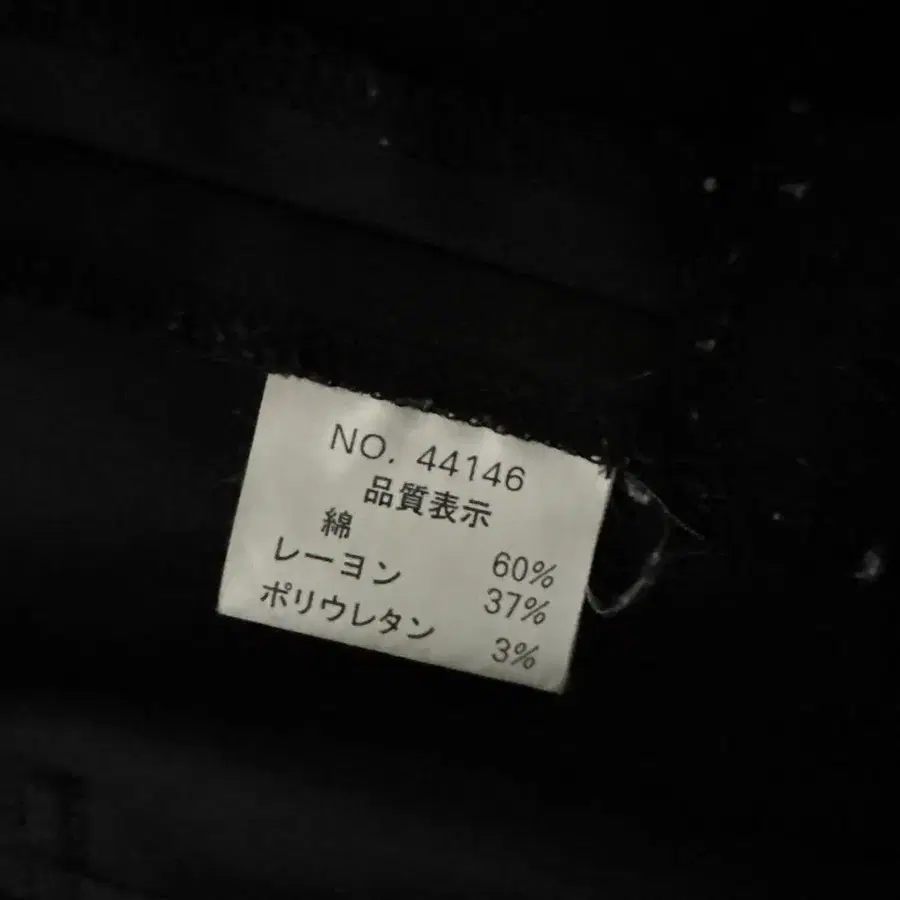 NO. 44146
品質表示
綿 60%
レーヨン 37%
ポリウレタン 3%